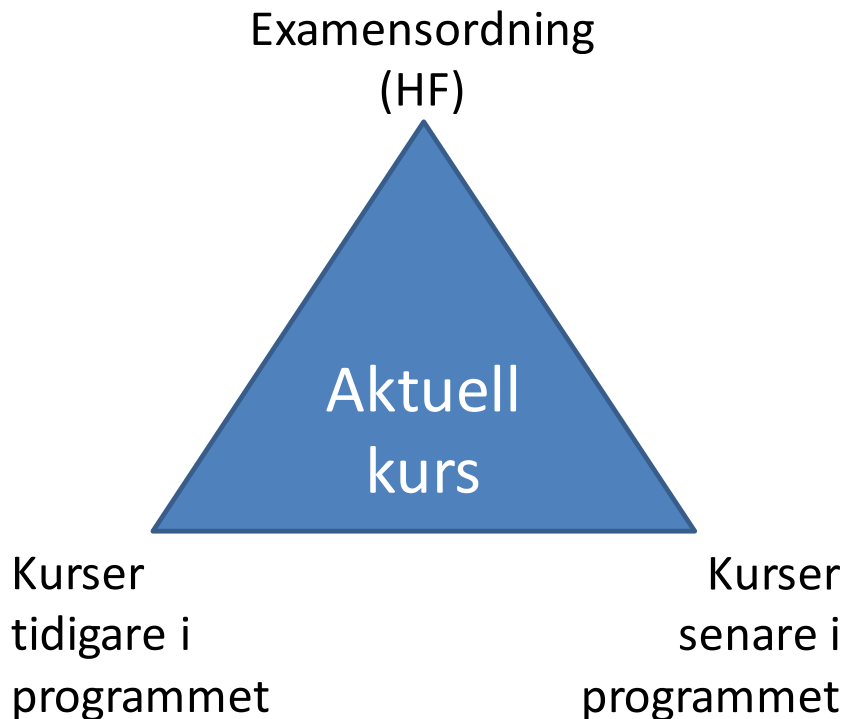 Examensordning
(HF)
Aktuell
kurs
Kurser
tidigare i
programmet
Kurser
senare i
programmet